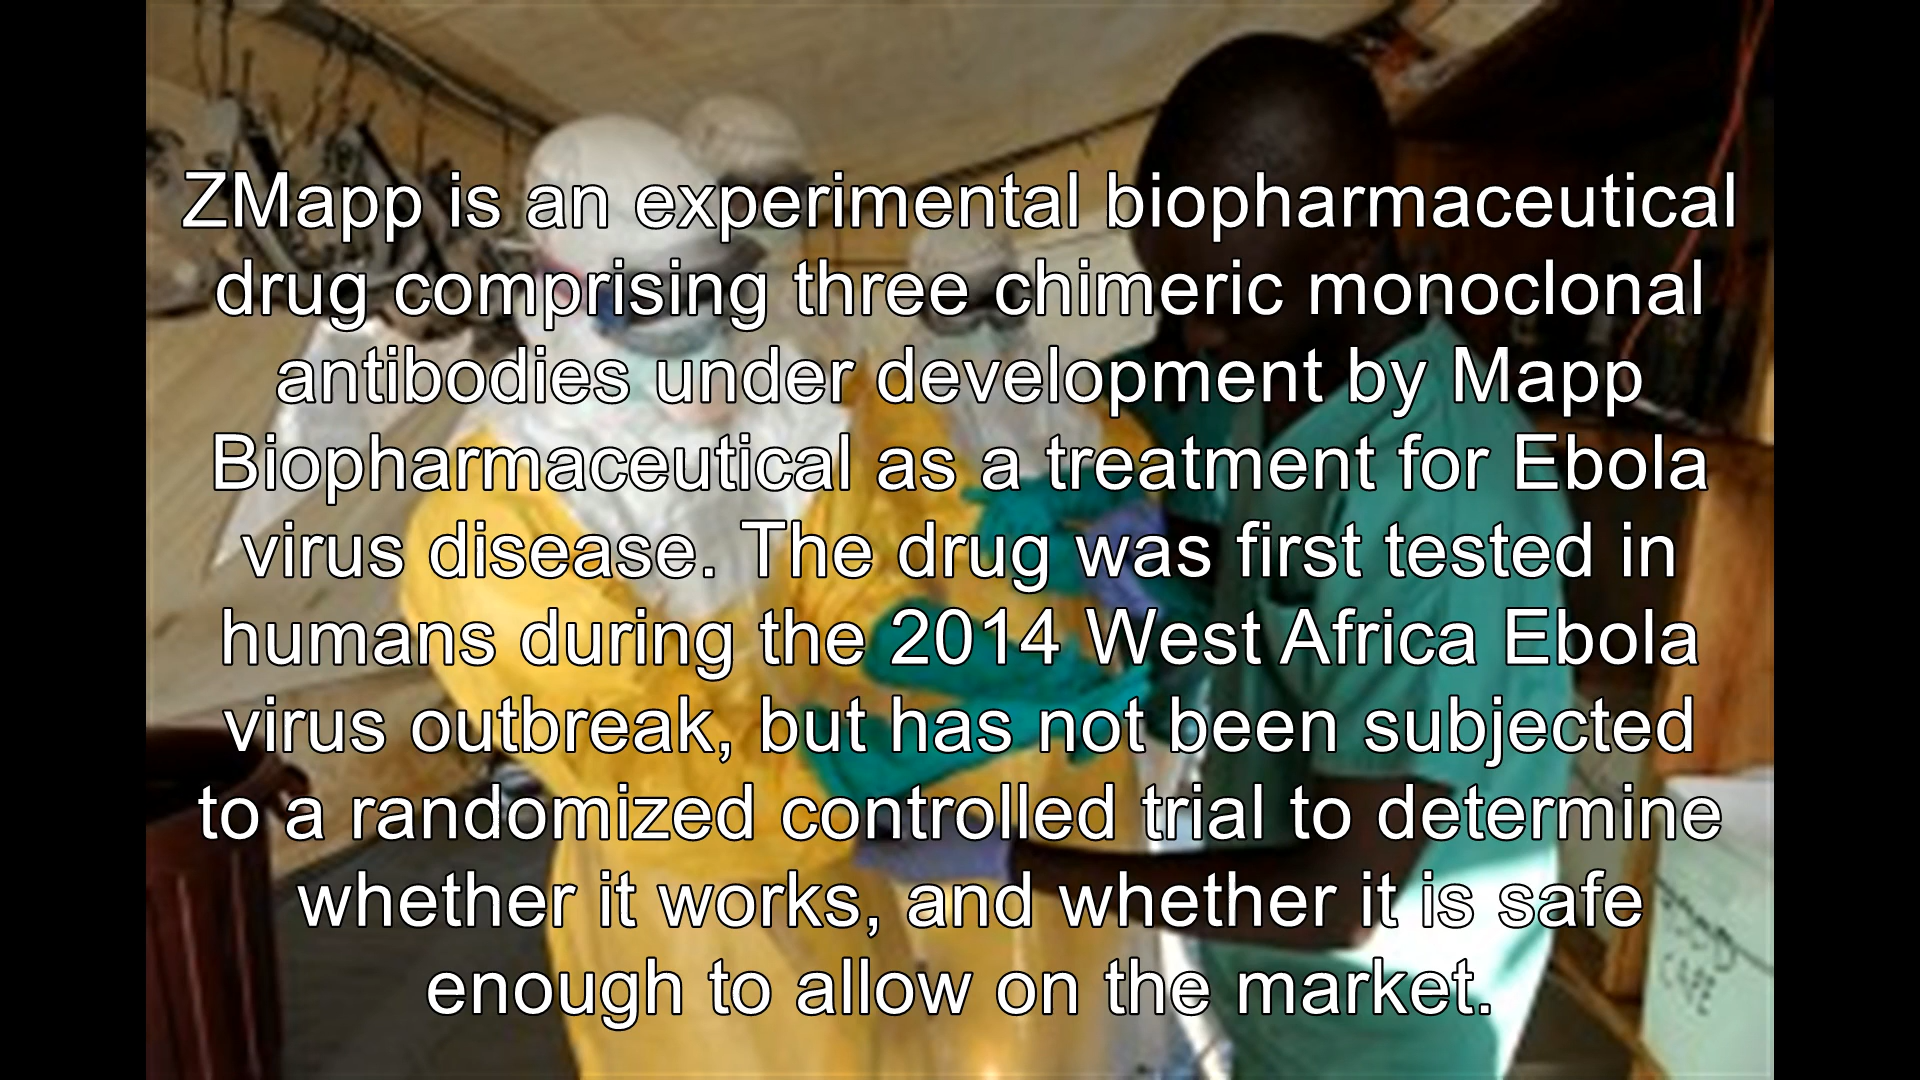 ZMapp is an experimental biopharmaceutical
drug comprising three chimeric monoclonal
antibodies under development by Mapp
Biopharmaceutical as a treatment for Ebola
virus disease. The drug was first tested in
humans during the 2014 West Africa Ebola
virus outbreak, but has not been subjected
to a randomized controlled trial to determine
whether it works, and whether it is safe
enough to allow on the market.